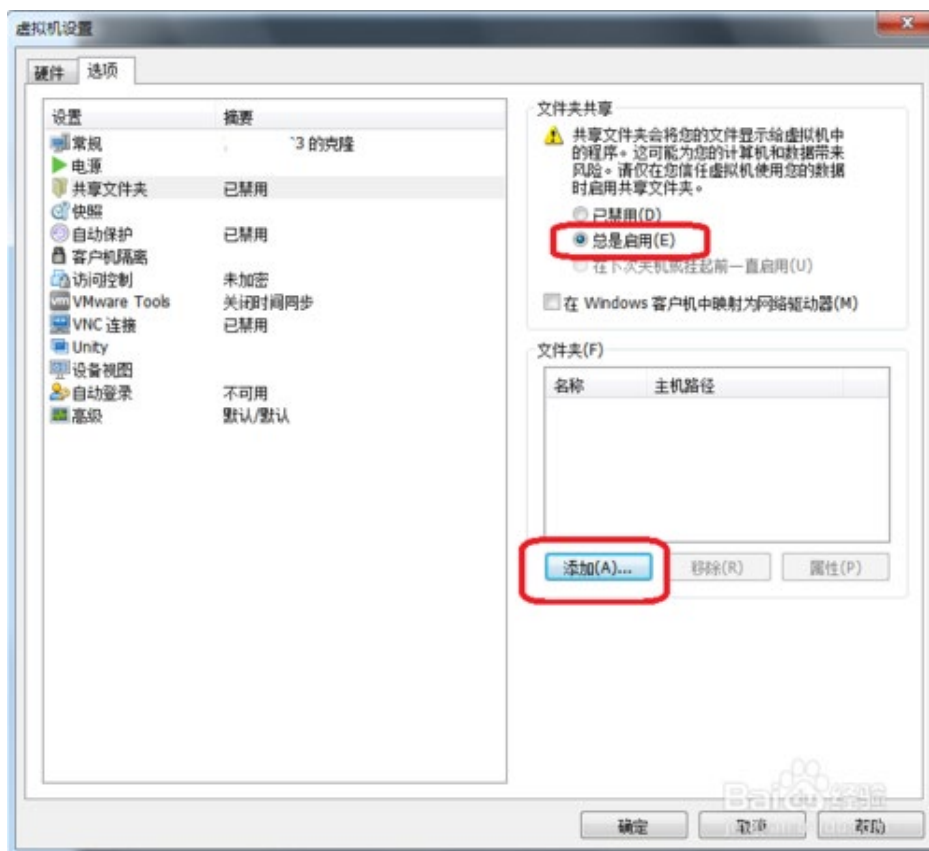 虚拟机设置
硬件 选项
设置 摘要
常规 3 的克隆
电源
共享文件夹 已禁用
快照
自动保护 已禁用
客户机隔离
访问控制 未加密
VMware Tools 关闭时间同步
VNC 连接 已禁用
Unity
设备视图
自动登录 不可用
高级 默认/默认
文件夹共享
共享文件夹会将您的文件显示给虚拟机中
的程序。这可能为您的计算机和数据带来
风险。请仅在您信任虚拟机使用您的数据
时启用共享文件夹。
已禁用(D)
总是启用(E)
在下次关机或挂起前一直启用(U)
在 Windows 客户机中映射为网络驱动器(M)
文件夹(F)
名称 主机路径
添加(A)... 移除(R) 属性(P)
Baidu 经验
确定 取消 帮助